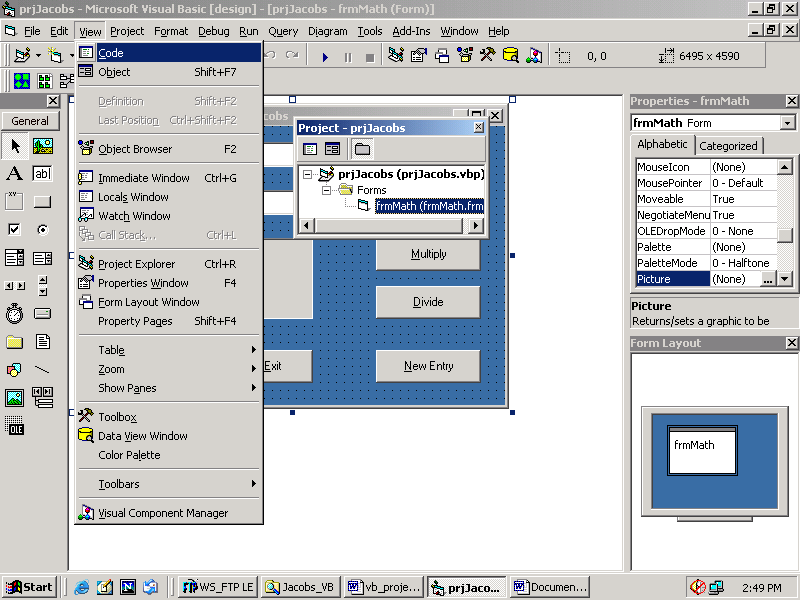 prjJacobs - Microsoft Visual Basic [design] - [prjJacobs - frmMath (Form)]
File Edit View Project Format Debug Run Query Diagram Tools Add-Ins Window Help
0, 0 6495 x 4590
General
A
ab|
xy
OLE
Code
Object Shift+F7
Definition Shift+F2
Last Position Ctrl+Shift+F2
Object Browser F2
Immediate Window Ctrl+G
Locals Window
Watch Window
Call Stack... Ctrl+L
Project Explorer Ctrl+R
Properties Window F4
Form Layout Window
Property Pages Shift+F4
Table
Zoom
Show Panes
Toolbox
Data View Window
Color Palette
Toolbars
Visual Component Manager
cobs
Project - prjJacobs
prjJacobs (prjJacobs.vbp)
Forms
frmMath (frmMath.frm
Multiply
Divide
Exit
New Entry
Properties - frmMath
frmMath Form
Alphabetic Categorized
MouseIcon (None)
MousePointer 0 - Default
Moveable True
NegotiateMenu True
OLEDropMode 0 - None
Palette (None)
PaletteMode 0 - Halftone
Picture (None) ...
Picture
Returns/sets a graphic to be
Form Layout
frmMath
Start WS_FTP LE Jacobs_VB vb_proje... prjJaco... Documen... 2:49 PM